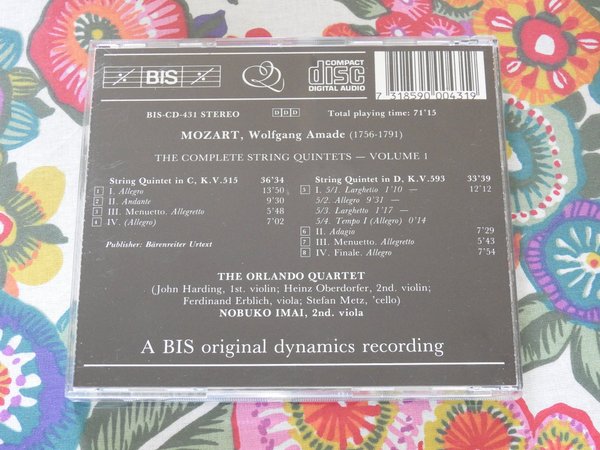 BIS
COMPACT
disc
DIGITAL AUDIO
7 318590 004319
BIS-CD-431 STEREO
DDD
Total playing time: 71'15
MOZART, Wolfgang Amade (1756-1791)
THE COMPLETE STRING QUINTETS — VOLUME 1
String Quintet in C, K.V.515 36'34
1 I. Allegro 13'50
2 II. Andante 9'30
3 III. Menuetto. Allegretto 5'48
4 IV. (Allegro) 7'02
Publisher: Bärenreiter Urtext
String Quintet in D, K.V.593 33'39
5 I. 5/1. Larghetto 1'10 — 12'12
5/2. Allegro 9'31 —
5/3. Larghetto 1'17 —
5/4. Tempo I (Allegro) 0'14
6 II. Adagio 7'29
7 III. Menuetto. Allegretto 5'43
8 IV. Finale. Allegro 7'54
THE ORLANDO QUARTET
(John Harding, 1st. violin; Heinz Oberdorfer, 2nd. violin;
Ferdinand Erblich, viola; Stefan Metz, 'cello)
NOBUKO IMAI, 2nd. viola
A BIS original dynamics recording